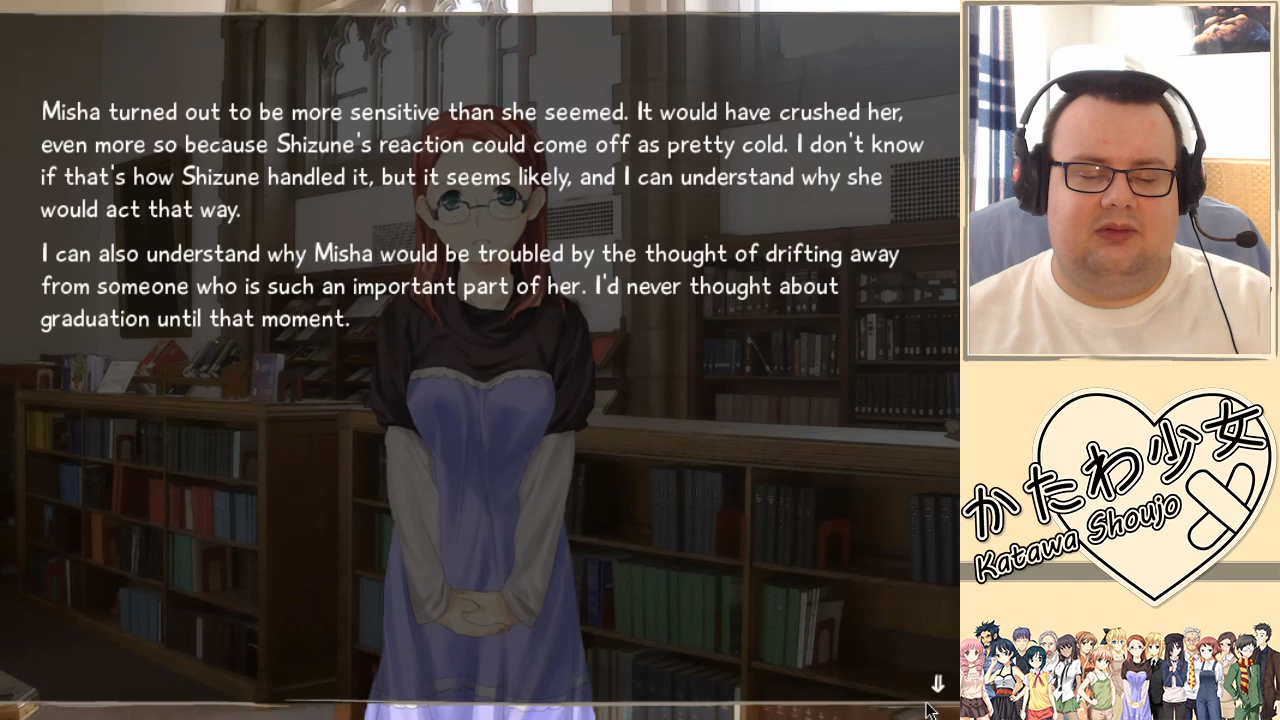 Misha turned out to be more sensitive than she seemed. It would have crushed her,
even more so because Shizune's reaction could come off as pretty cold. I don't know
if that's how Shizune handled it, but it seems likely, and I can understand why she
would act that way.
I can also understand why Misha would be troubled by the thought of drifting away
from someone who is such an important part of her. I'd never thought about
graduation until that moment.
かたわ少女
Katawa Shoujo